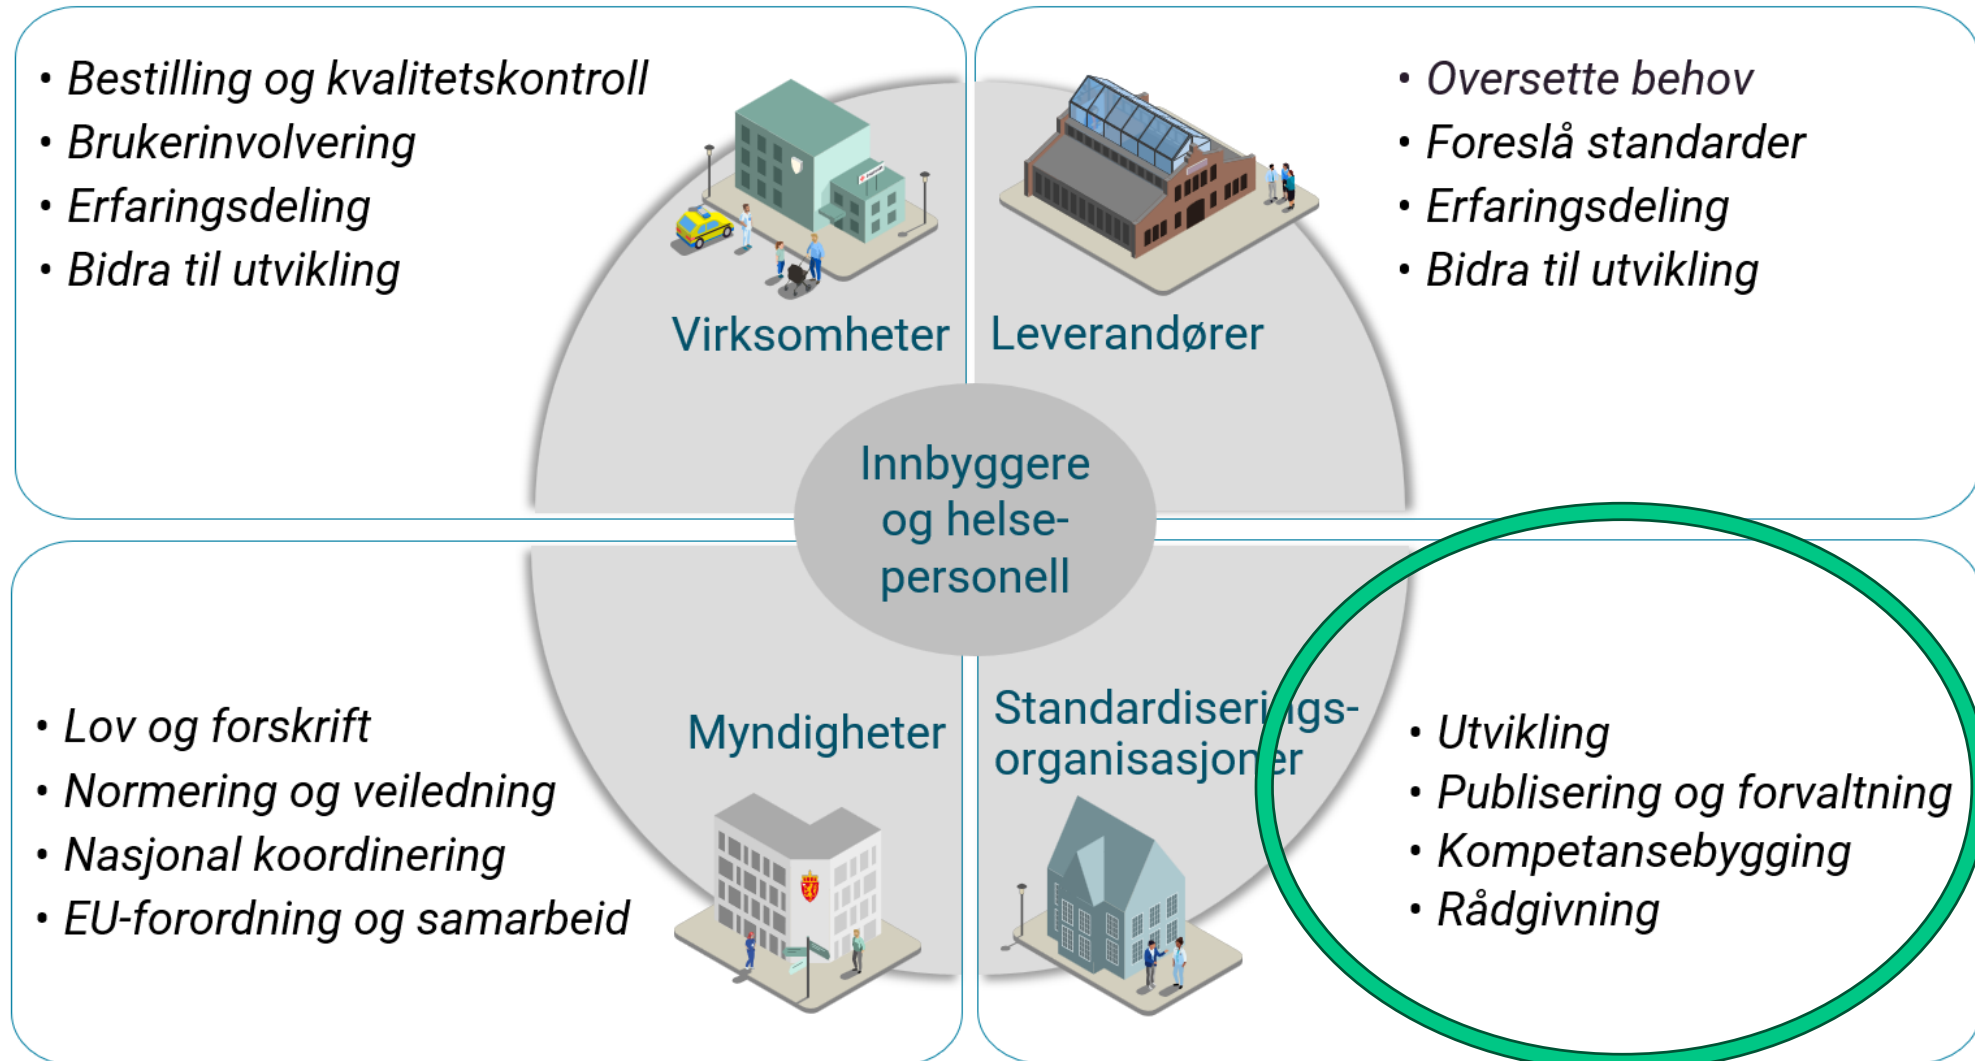 • Bestilling og kvalitetskontroll
• Brukerinvolvering
• Erfaringsdeling
• Bidra til utvikling
Virksomheter
• Oversette behov
• Foreslå standarder
• Erfaringsdeling
• Bidra til utvikling
Leverandører
Innbyggere
og helse-
personell
• Lov og forskrift
• Normering og veiledning
• Nasjonal koordinering
• EU-forordning og samarbeid
Myndigheter
Standardiserings-
organisasjoner
• Utvikling
• Publisering og forvaltning
• Kompetansebygging
• Rådgivning